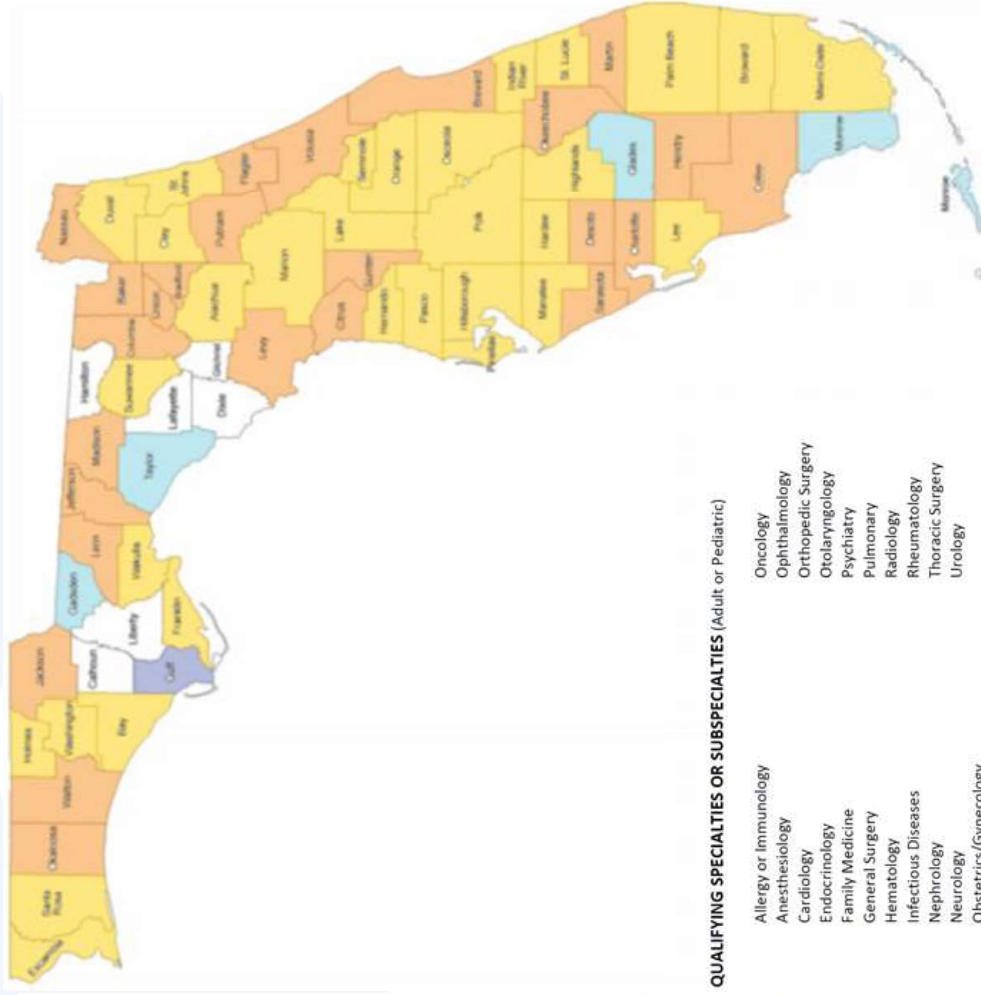 Escambia
Santa Rosa
Okaloosa
Walton
Holmes
Washington
Bay
Jackson
Calhoun
Gulf
Liberty
Franklin
Gadsden
Leon
Wakulla
Jefferson
Madison
Taylor
Hamilton
Suwannee
Lafayette
Dixie
Columbia
Gilchrist
Baker
Union
Bradford
Alachua
Levy
Nassau
Duval
Clay
St. Johns
Putnam
Flagler
Marion
Volusia
Citrus
Sumter
Hernando
Lake
Seminole
Orange
Brevard
Pasco
Hillsborough
Pinellas
Polk
Osceola
Indian River
Manatee
Hardee
Highlands
Okeechobee
St. Lucie
Sarasota
Desoto
Martin
Charlotte
Glades
Palm Beach
Lee
Hendry
Collier
Broward
Miami-Dade
Monroe
Monroe
QUALIFYING SPECIALTIES OR SUBSPECIALTIES (Adult or Pediatric)
Allergy or Immunology
Anesthesiology
Cardiology
Endocrinology
Family Medicine
General Surgery
Hematology
Infectious Diseases
Nephrology
Neurology
Obstetrics/Gynecology
Oncology
Ophthalmology
Orthopedic Surgery
Otolaryngology
Psychiatry
Pulmonary
Radiology
Rheumatology
Thoracic Surgery
Urology